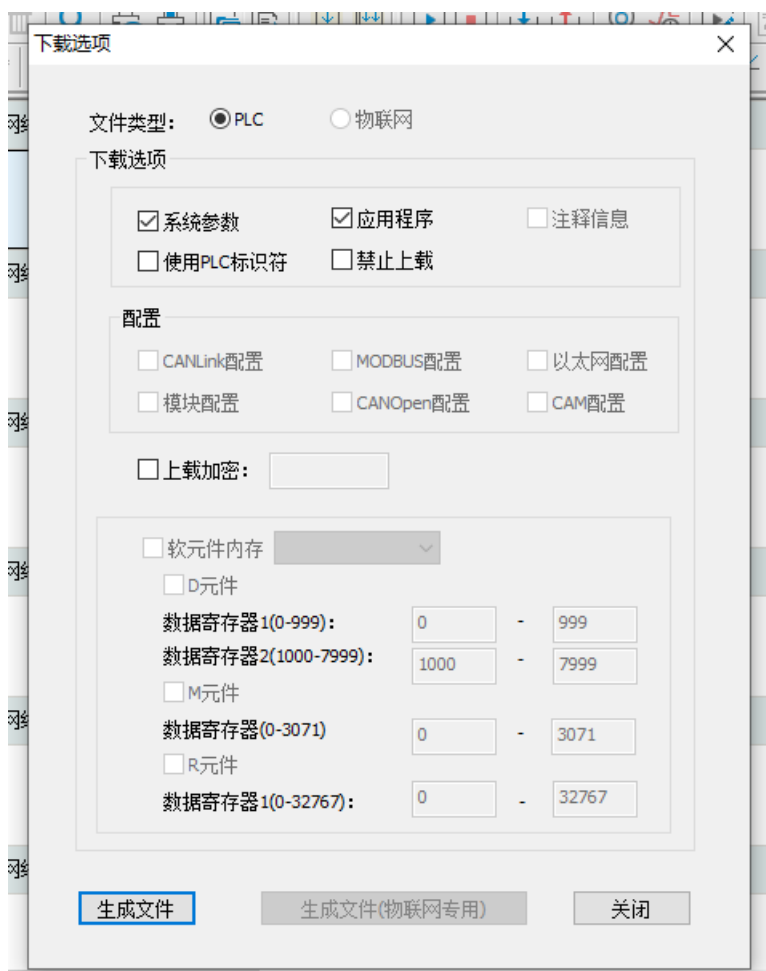 下载选项
文件类型： PLC 物联网
下载选项
系统参数 应用程序 注释信息
使用PLC标识符 禁止上载
配置
CANLink配置 MODBUS配置 以太网配置
模块配置 CANOpen配置 CAM配置
上载加密：
软元件内存
D元件
数据寄存器1(0-999)： 0 - 999
数据寄存器2(1000-7999)： 1000 - 7999
M元件
数据寄存器(0-3071) 0 - 3071
R元件
数据寄存器1(0-32767)： 0 - 32767
生成文件 生成文件(物联网专用) 关闭